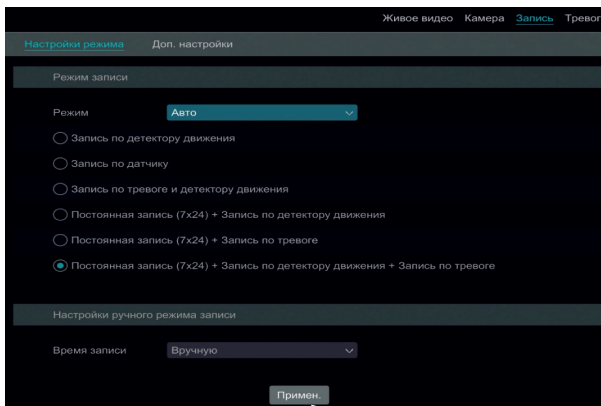 Живое видео Камера Запись Тревог
Настройки режима Доп. настройки
Режим записи
Режим Авто
Запись по детектору движения
Запись по датчику
Запись по тревоге и детектору движения
Постоянная запись (7x24) + Запись по детектору движения
Постоянная запись (7x24) + Запись по тревоге
Постоянная запись (7x24) + Запись по детектору движения + Запись по тревоге
Настройки ручного режима записи
Время записи Вручную
Примен.